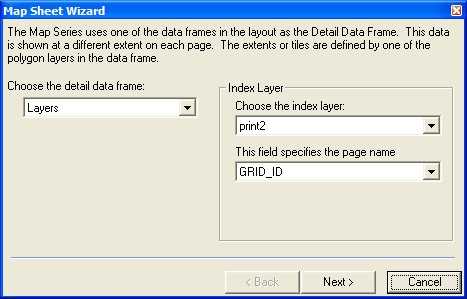 Map Sheet Wizard
The Map Series uses one of the data frames in the layout as the Detail Data Frame.  This data
is shown at a different extent on each page.  The extents or tiles are defined by one of the
polygon layers in the data frame.
Choose the detail data frame:
Layers
Index Layer
Choose the index layer:
print2
This field specifies the page name
GRID_ID
< Back
Next >
Cancel